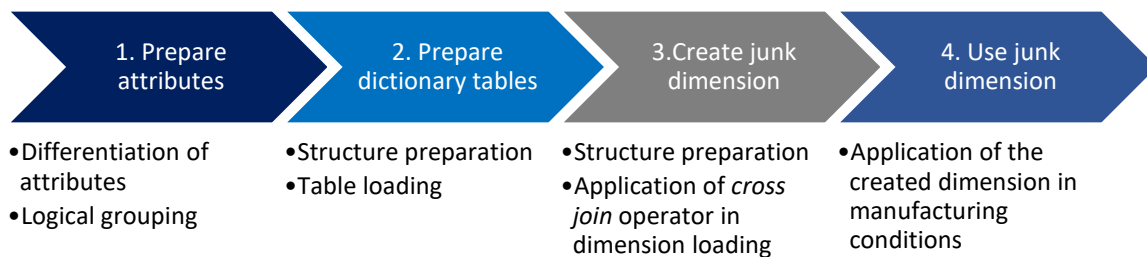 1. Prepare
attributes
2. Prepare
dictionary tables
3.Create junk
dimension
4. Use junk
dimension
•Differentiation of
attributes
•Logical grouping
•Structure preparation
•Table loading
•Structure preparation
•Application of cross
join operator in
dimension loading
•Application of the
created dimension in
manufacturing
conditions